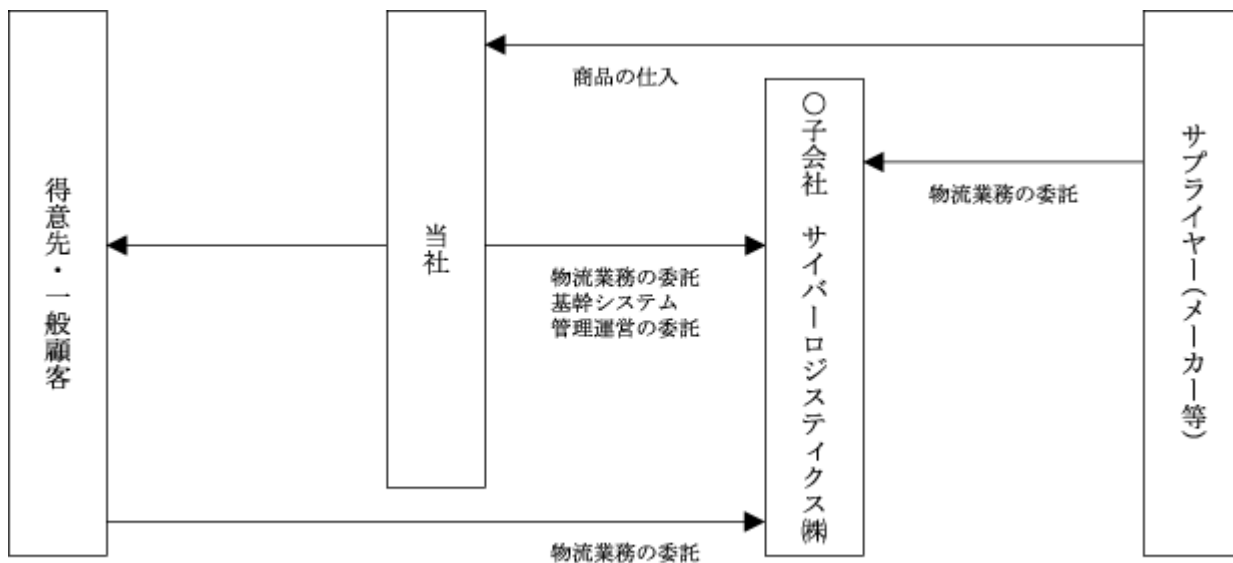 商品の仕入
得意先・一般顧客
当社
物流業務の委託
基幹システム
管理運営の委託
○子会社 サイバーロジスティクス㈱
物流業務の委託
サプライヤー(メーカー等)
物流業務の委託